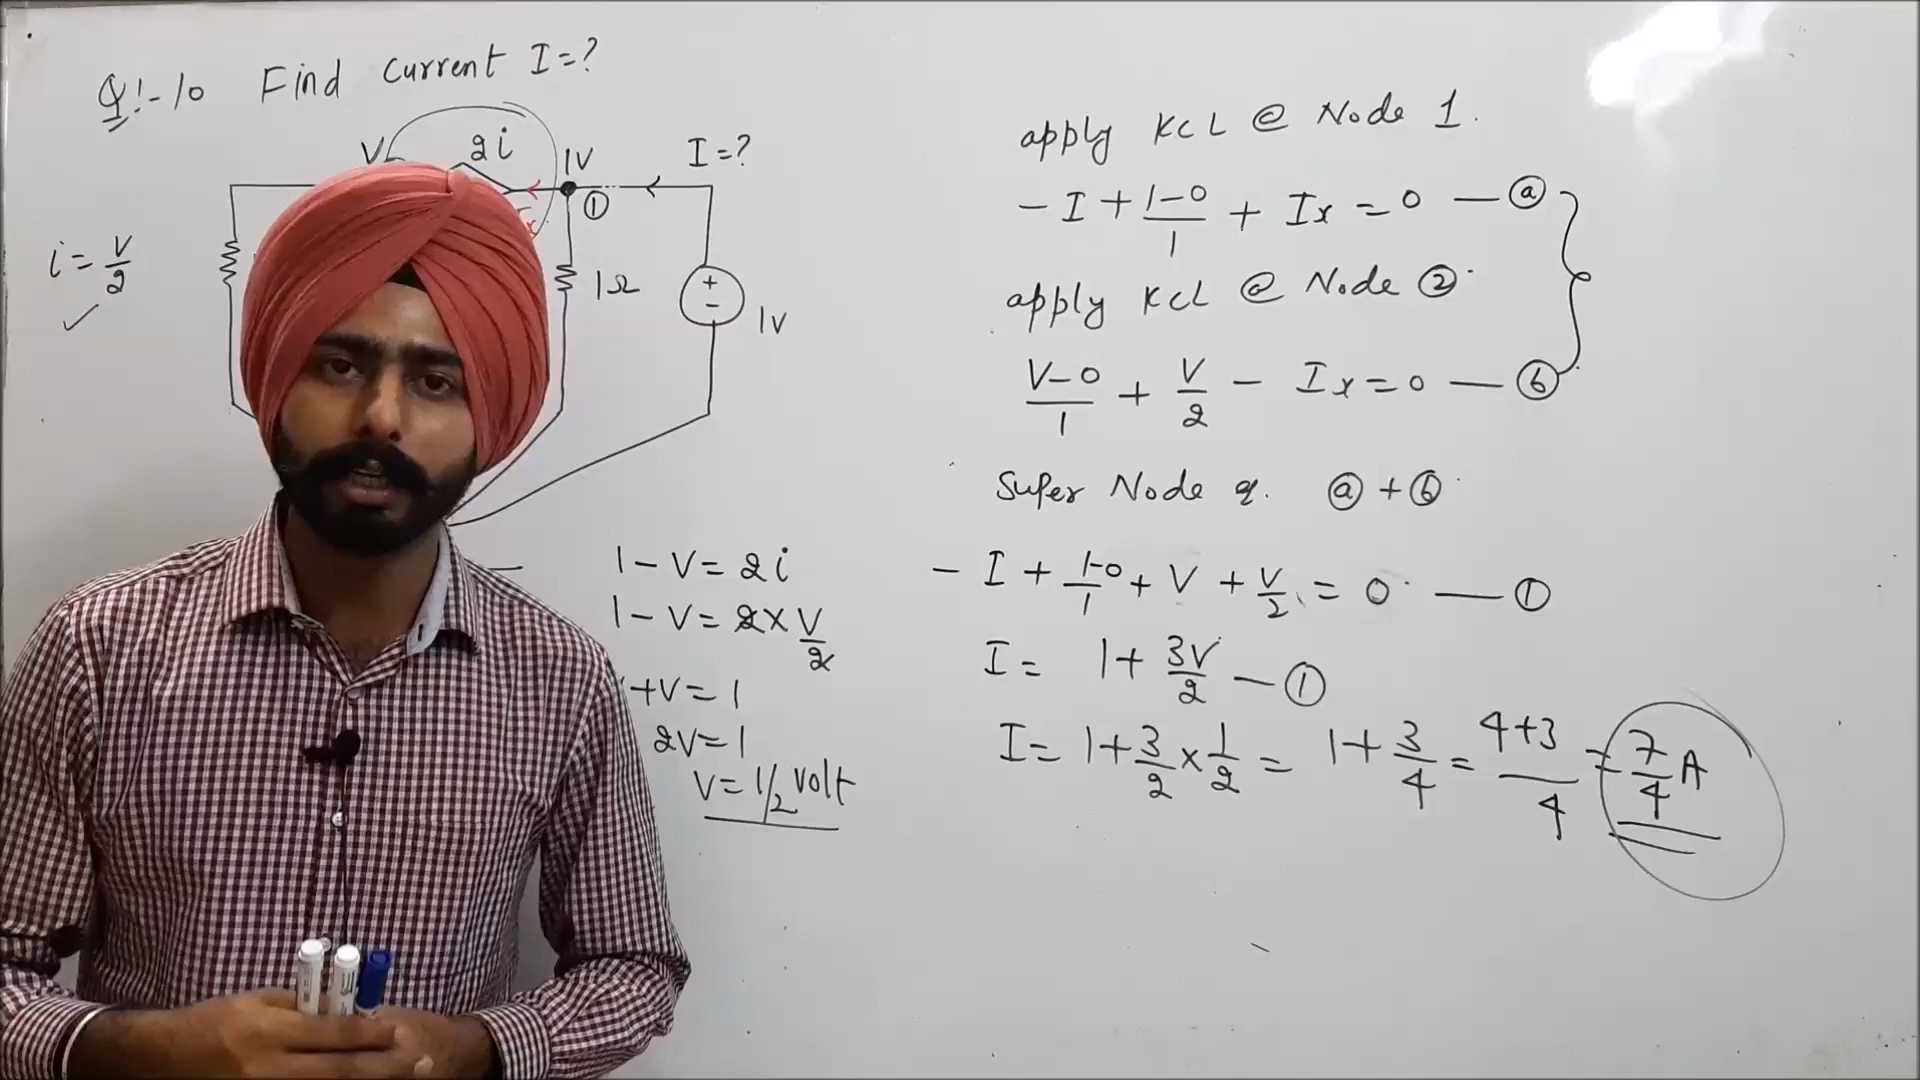 Q!-10 Find current I=?
V 2i 1V I=?
①
Ix
i=V/2
1Ω
+
-
1V
1-V=2i
1-V=2×V/2
+V=1
2V=1
V=1/2 volt
apply KCL @ Node 1.
-I+(1-0)/1 + Ix=0 —ⓐ
apply KCL @ Node ②
(V-0)/1 + V/2 - Ix=0 —ⓑ
Super Node q. ⓐ+ⓑ
-I+(1-0)/1+V+V/2=0 —①
I= 1+3V/2 —①
I=1+3/2×1/2= 1+3/4=(4+3)/4=7/4 A